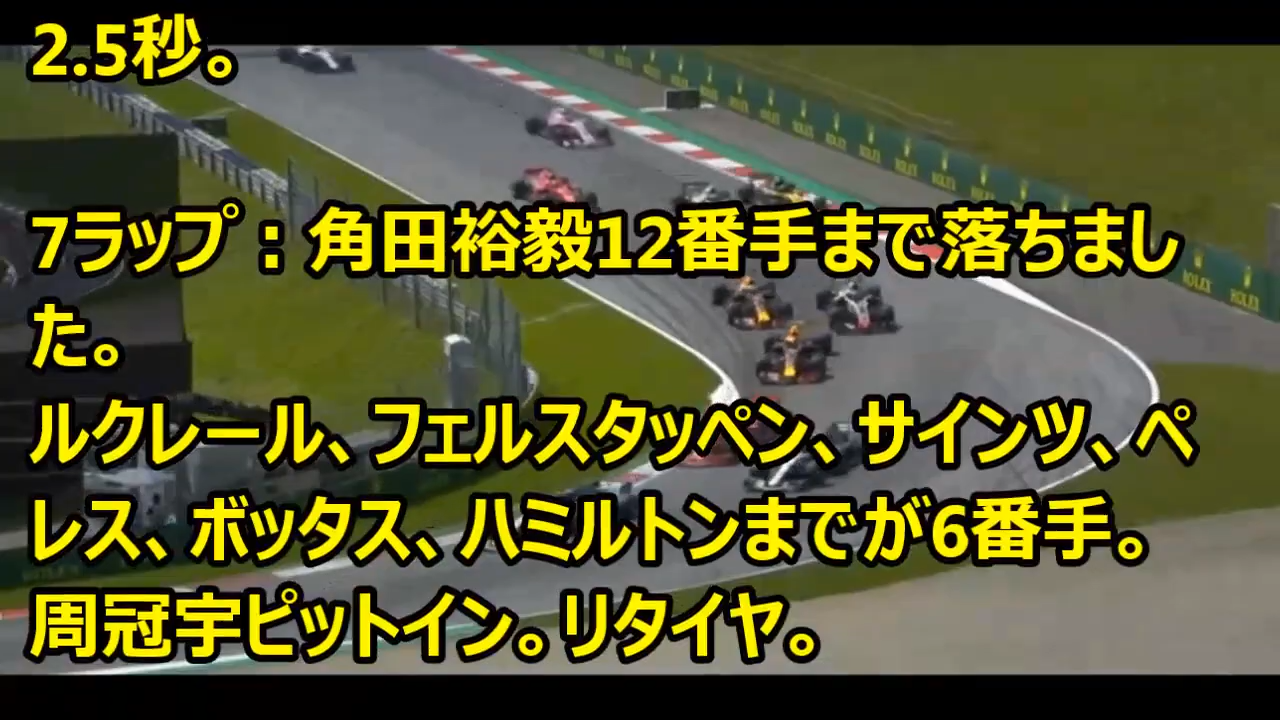 2.5秒。
7ラップ：角田裕毅12番手まで落ちまし
た。
ルクレール、フェルスタッペン、サインツ、ペ
レス、ボッタス、ハミルトンまでが6番手。
周冠宇ピットイン。リタイヤ。
ROLEX
ROLEX